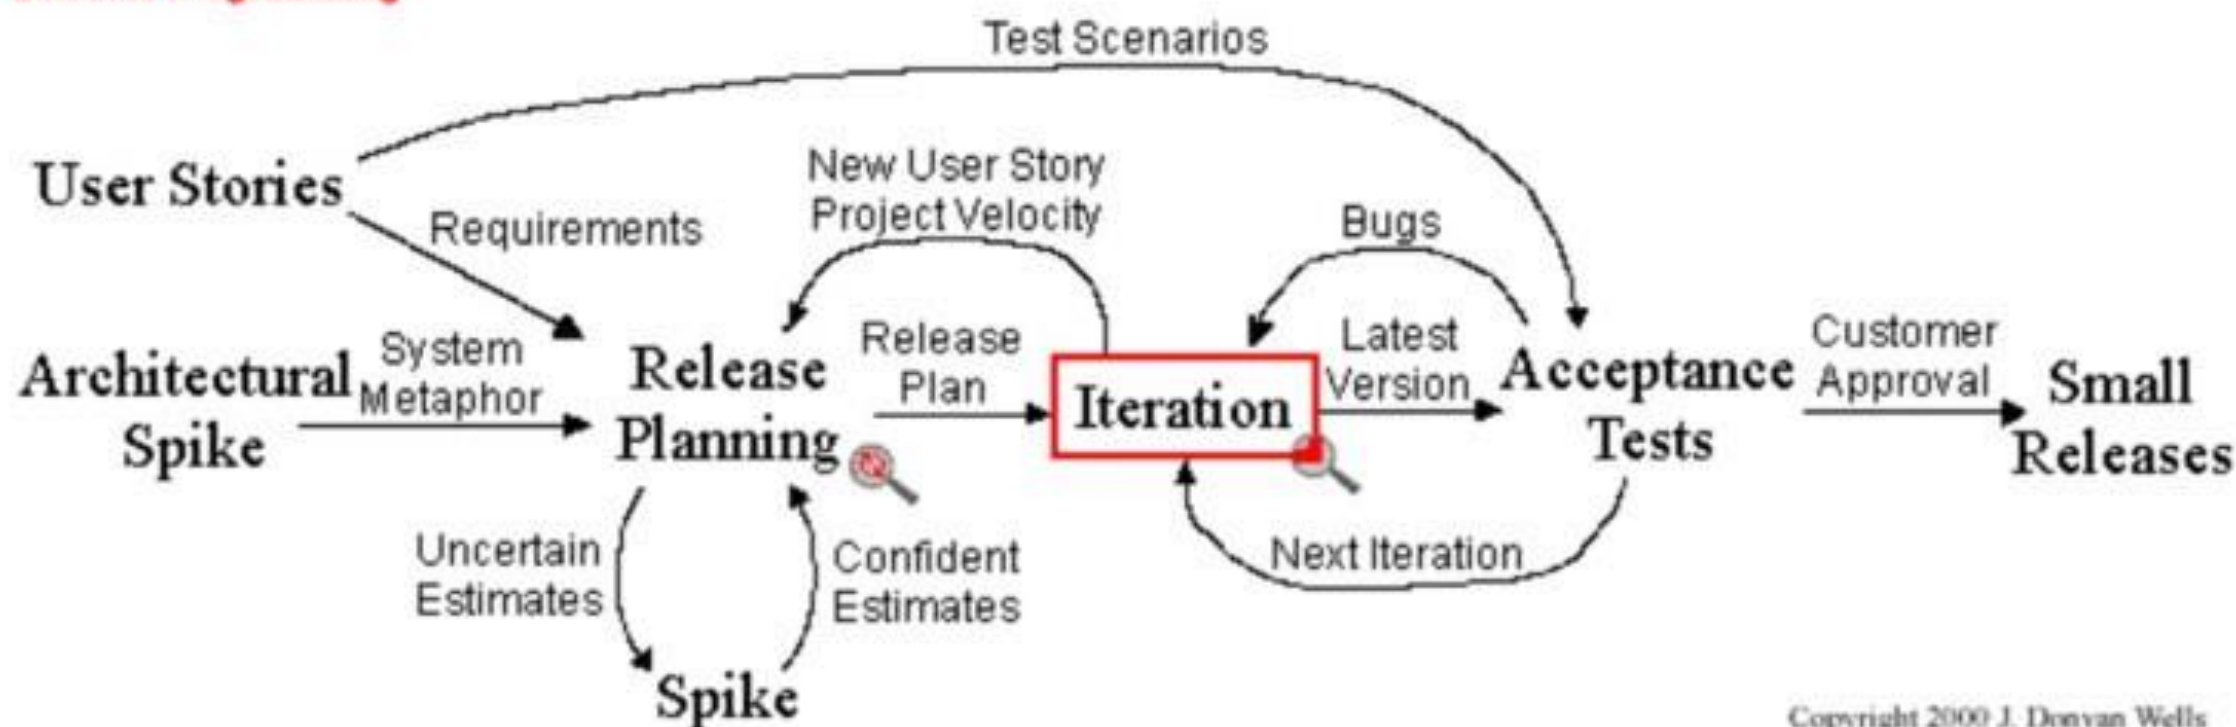 Test Scenarios
User Stories
Requirements
New User Story
Project Velocity
Bugs
Architectural
Spike
System
Metaphor
Release
Planning
Release
Plan
Iteration
Latest
Version
Acceptance
Tests
Customer
Approval
Small
Releases
Uncertain
Estimates
Confident
Estimates
Next Iteration
Spike
Copyright 2000 J. Donvan Wells